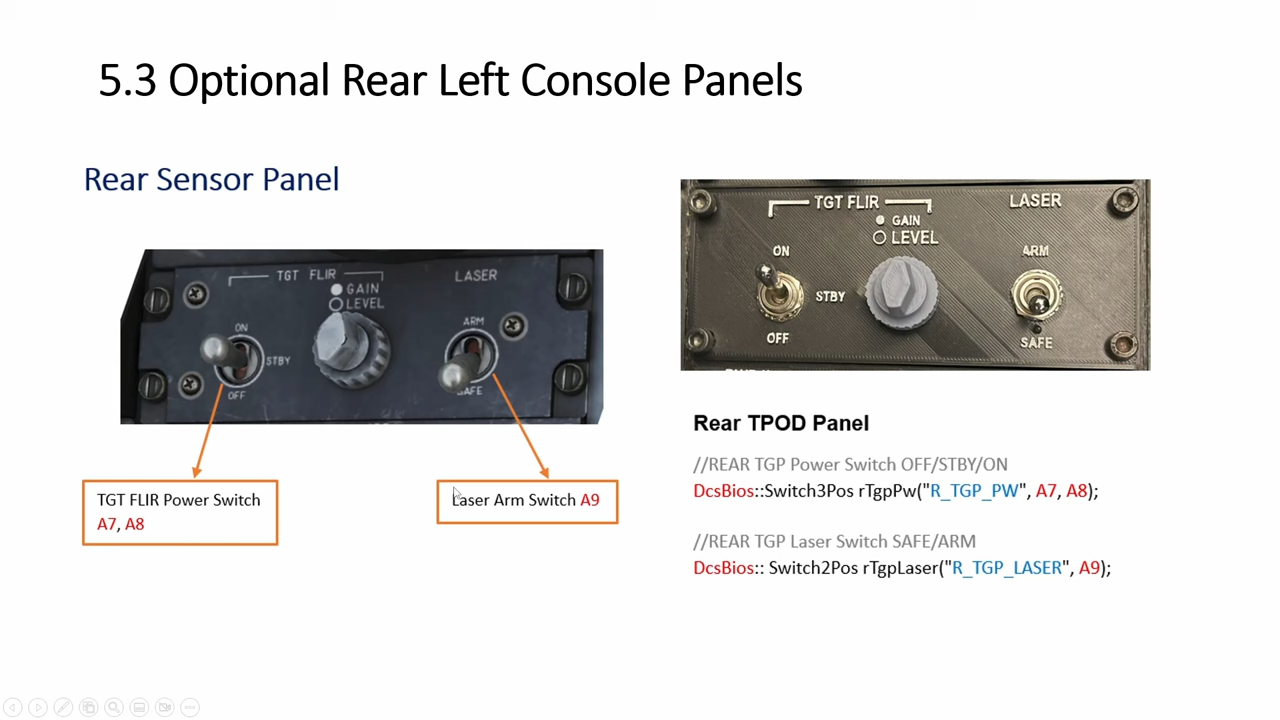 5.3 Optional Rear Left Console Panels
Rear Sensor Panel
TGT FLIR
LASER
GAIN
LEVEL
ON
ARM
STBY
OFF
TGT FLIR Power Switch
A7, A8
Laser Arm Switch A9
TGT FLIR
LASER
GAIN
LEVEL
ON
ARM
STBY
OFF
SAFE
Rear TPOD Panel
//REAR TGP Power Switch OFF/STBY/ON
DcsBios::Switch3Pos rTgpPw("R_TGP_PW", A7, A8);
//REAR TGP Laser Switch SAFE/ARM
DcsBios:: Switch2Pos rTgpLaser("R_TGP_LASER", A9);